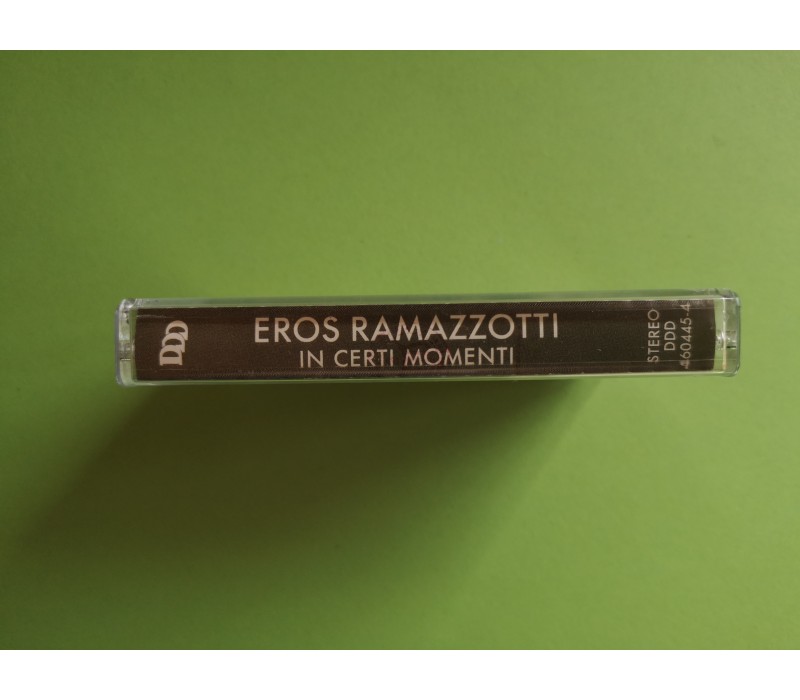 DDD
EROS RAMAZZOTTI
IN CERTI MOMENTI
STEREO
DDD
460445-4